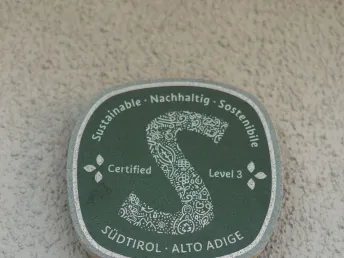 Sustainable · Nachhaltig · Sostenibile
S
Certified
Level 3
SÜDTIROL · ALTO ADIGE